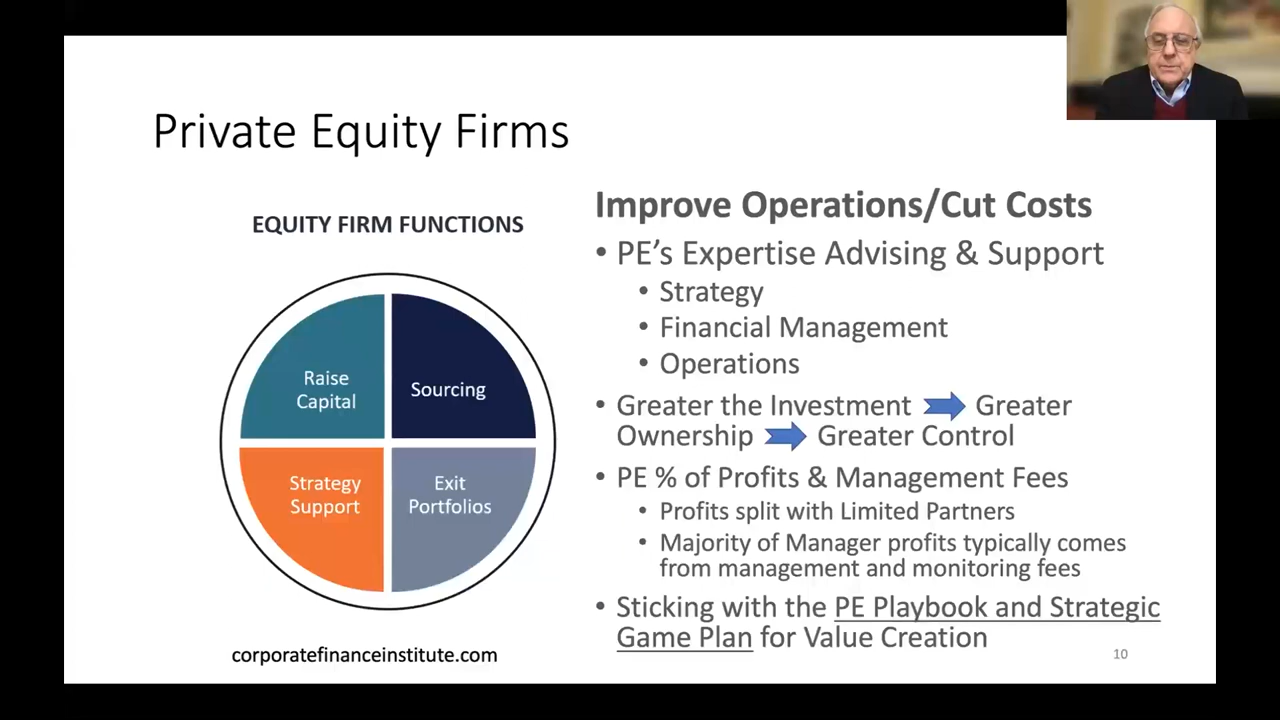 Private Equity Firms
EQUITY FIRM FUNCTIONS
Raise
Capital
Sourcing
Strategy
Support
Exit
Portfolios
corporatefinanceinstitute.com
Improve Operations/Cut Costs
• PE’s Expertise Advising & Support
• Strategy
• Financial Management
• Operations
• Greater the Investment Greater
Ownership Greater Control
• PE % of Profits & Management Fees
• Profits split with Limited Partners
• Majority of Manager profits typically comes
from management and monitoring fees
• Sticking with the PE Playbook and Strategic
Game Plan for Value Creation
10